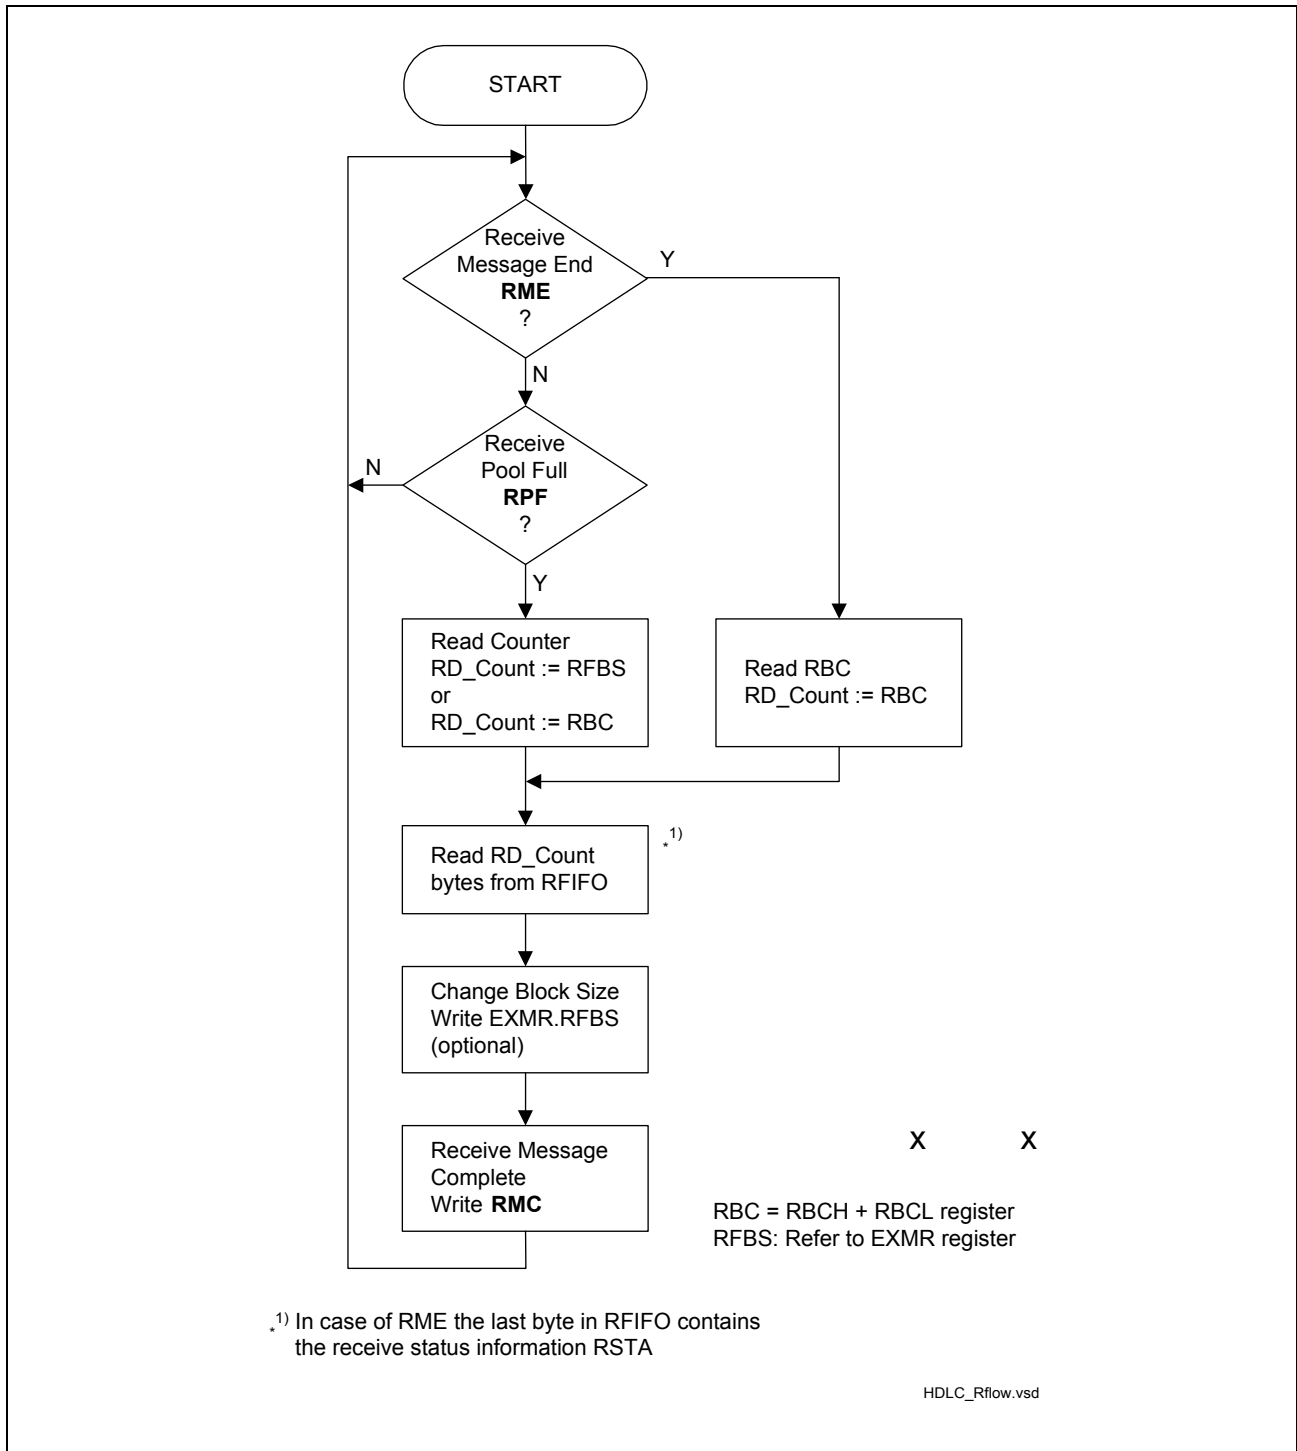 START
Receive
Message End
RME
?
Y
N
Receive
Pool Full
RPF
?
N
Y
Read Counter
RD_Count := RFBS
or
RD_Count := RBC
Read RBC
RD_Count := RBC
Read RD_Count
bytes from RFIFO
*1)
Change Block Size
Write EXMR.RFBS
(optional)
Receive Message
Complete
Write RMC
x x
RBC = RBCH + RBCL register
RFBS: Refer to EXMR register
*1) In case of RME the last byte in RFIFO contains
the receive status information RSTA
HDLC_Rflow.vsd